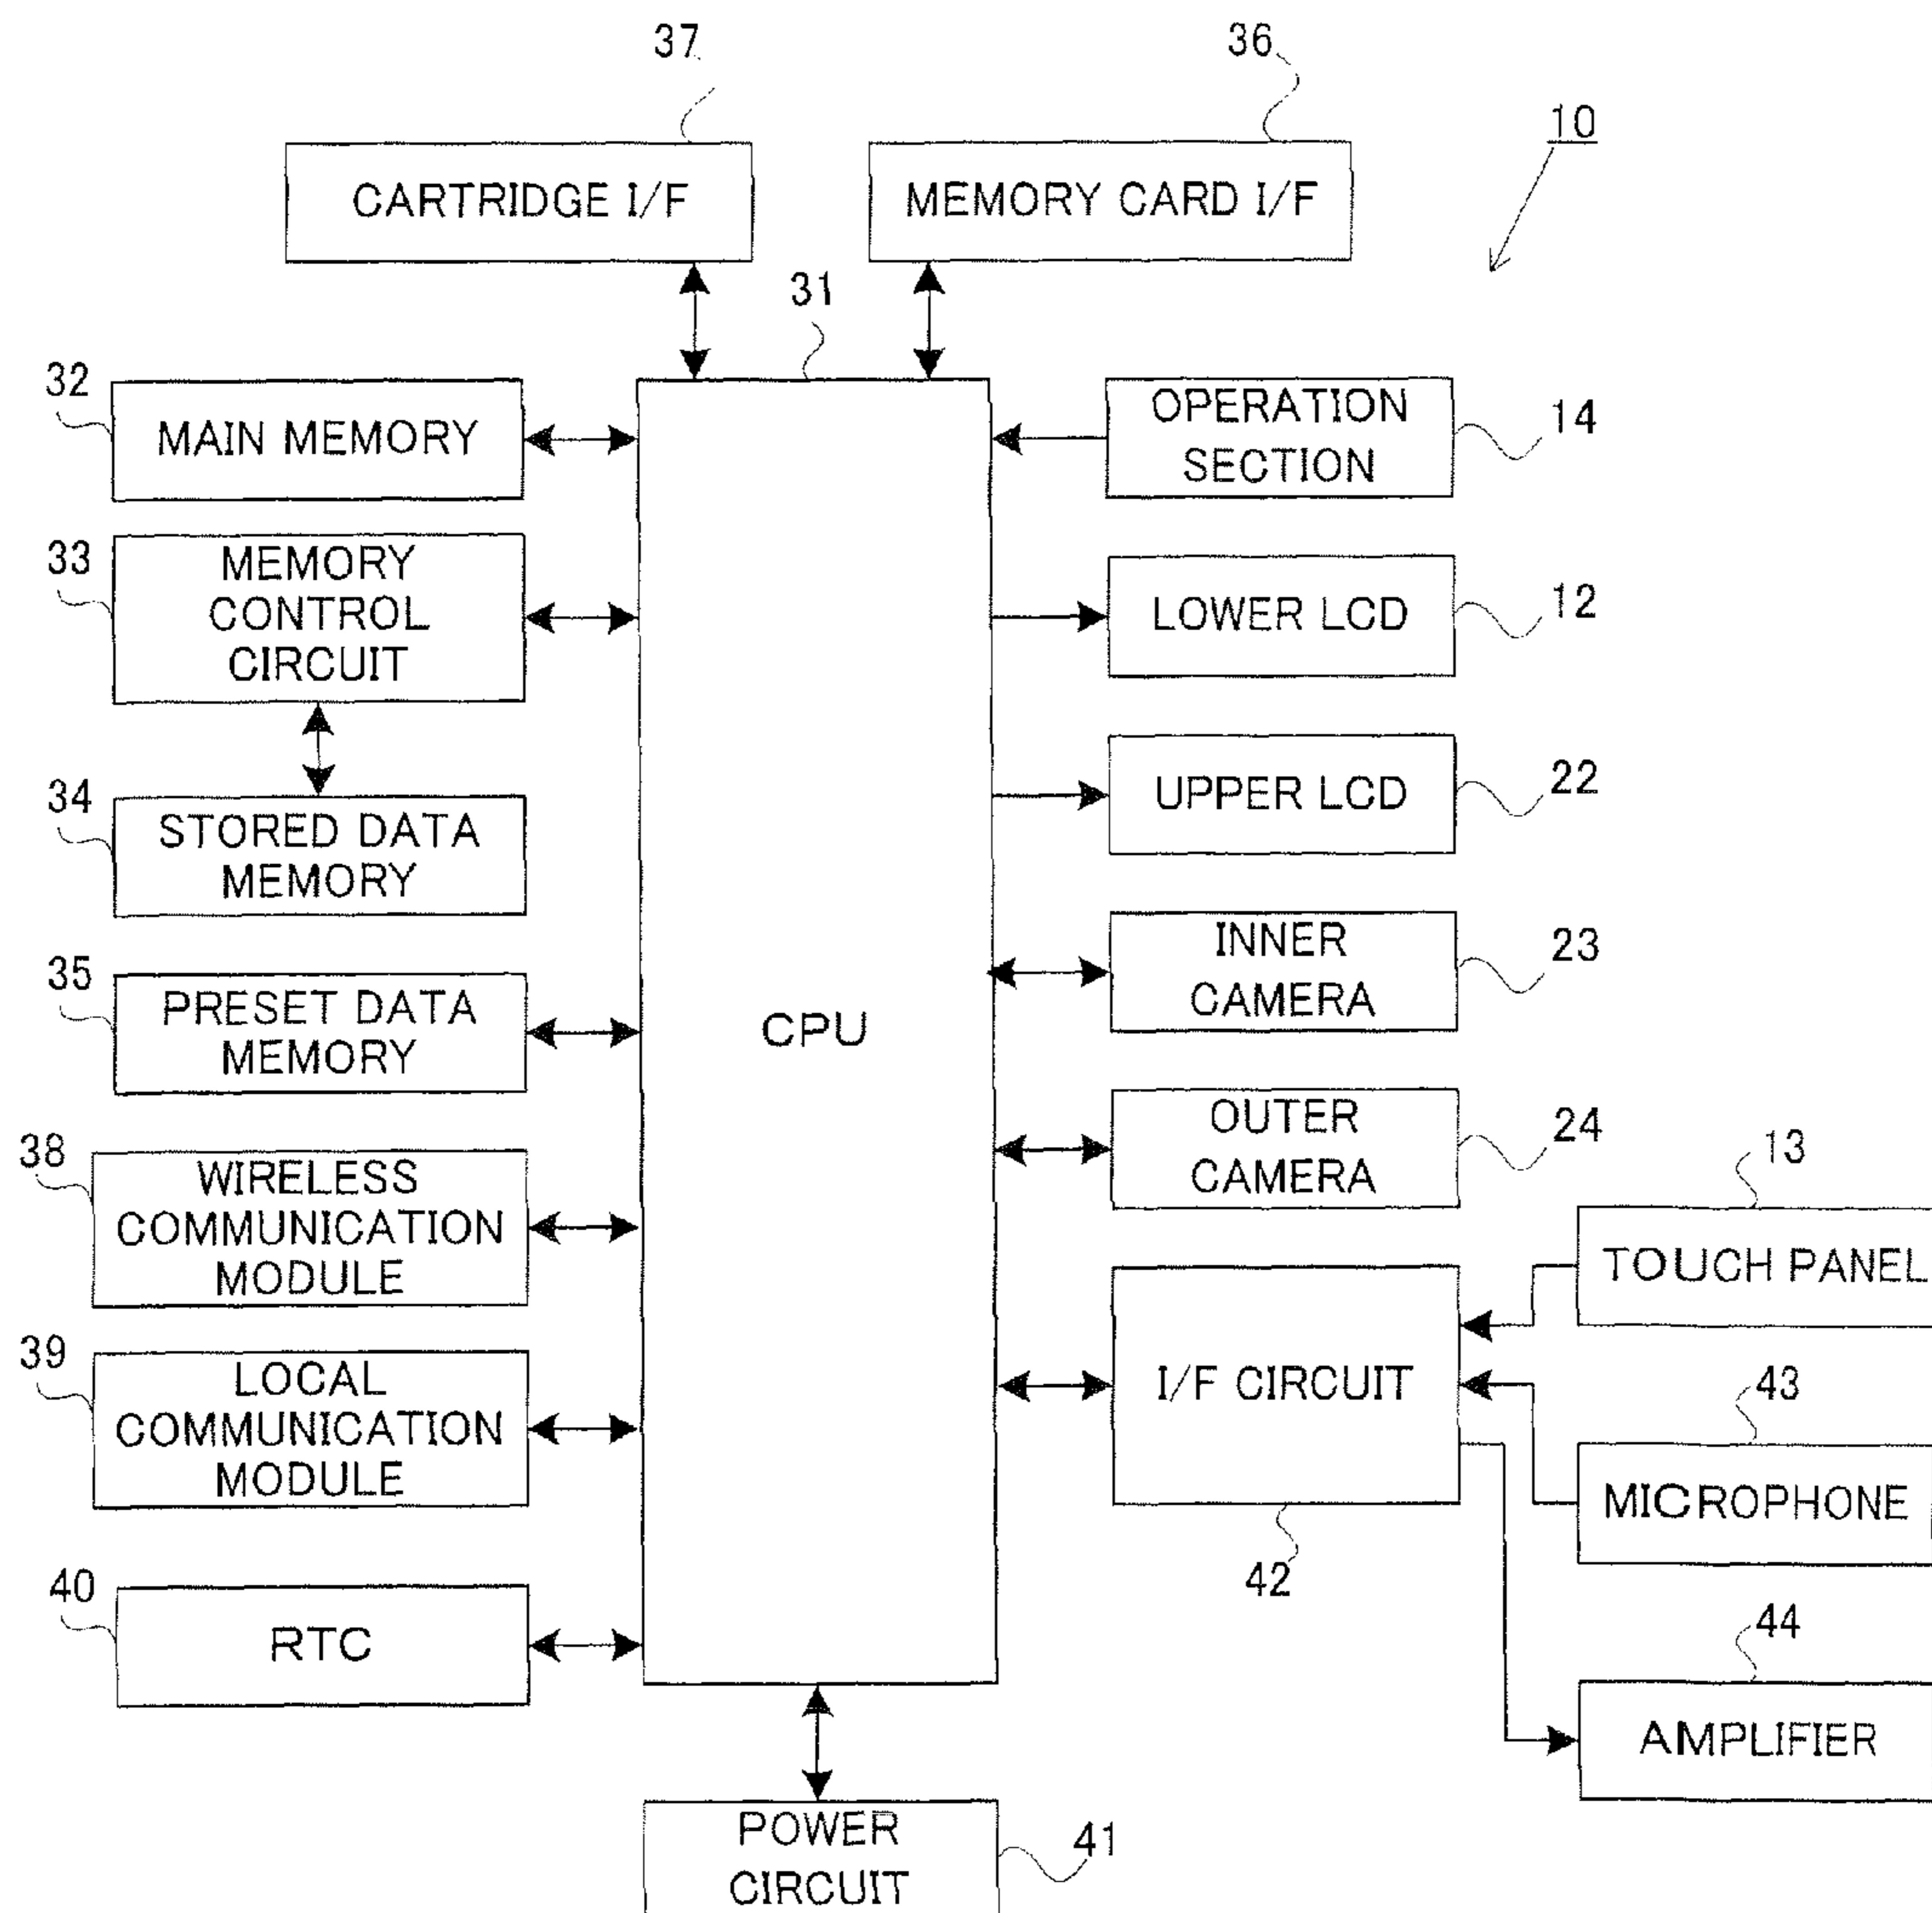 37
36
10
CARTRIDGE I/F
MEMORY CARD I/F
31
32
MAIN MEMORY
OPERATION
SECTION
14
33
MEMORY
CONTROL
CIRCUIT
LOWER LCD
12
34
STORED DATA
MEMORY
UPPER LCD
22
35
PRESET DATA
MEMORY
CPU
INNER
CAMERA
23
38
WIRELESS
COMMUNICATION
MODULE
OUTER
CAMERA
24
13
TOUCH PANEL
39
LOCAL
COMMUNICATION
MODULE
I/F CIRCUIT
42
43
MICROPHONE
40
RTC
44
AMPLIFIER
POWER
CIRCUIT
41